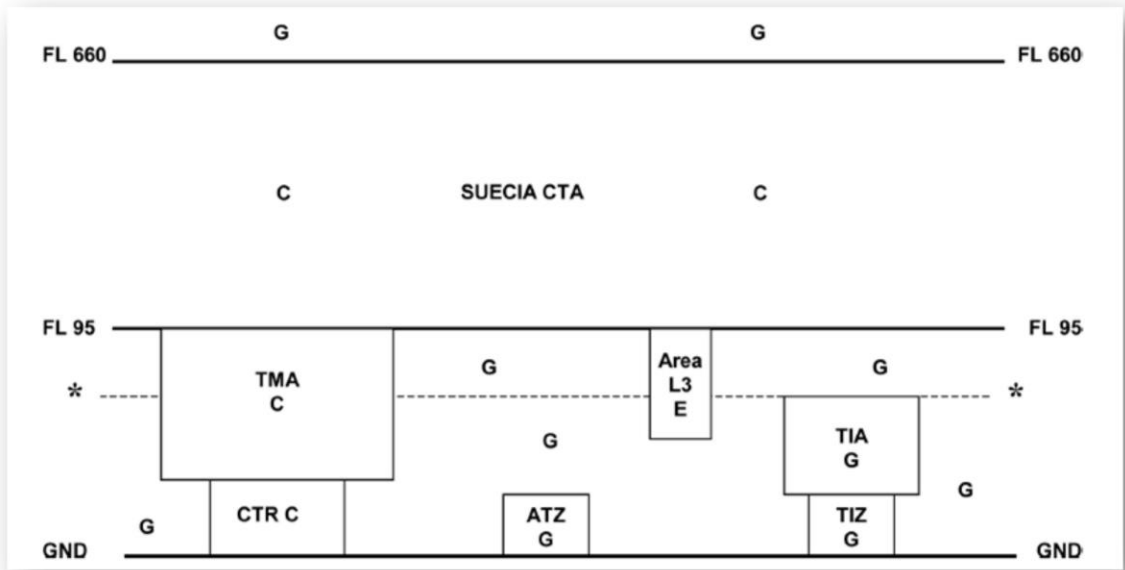 G G
FL 660 FL 660
C SUECIA CTA C
FL 95 FL 95
TMA
C
G
Area
L3
E
G
* *
G
TIA
G
G
CTR C
G
ATZ
G
TIZ
G
GND GND